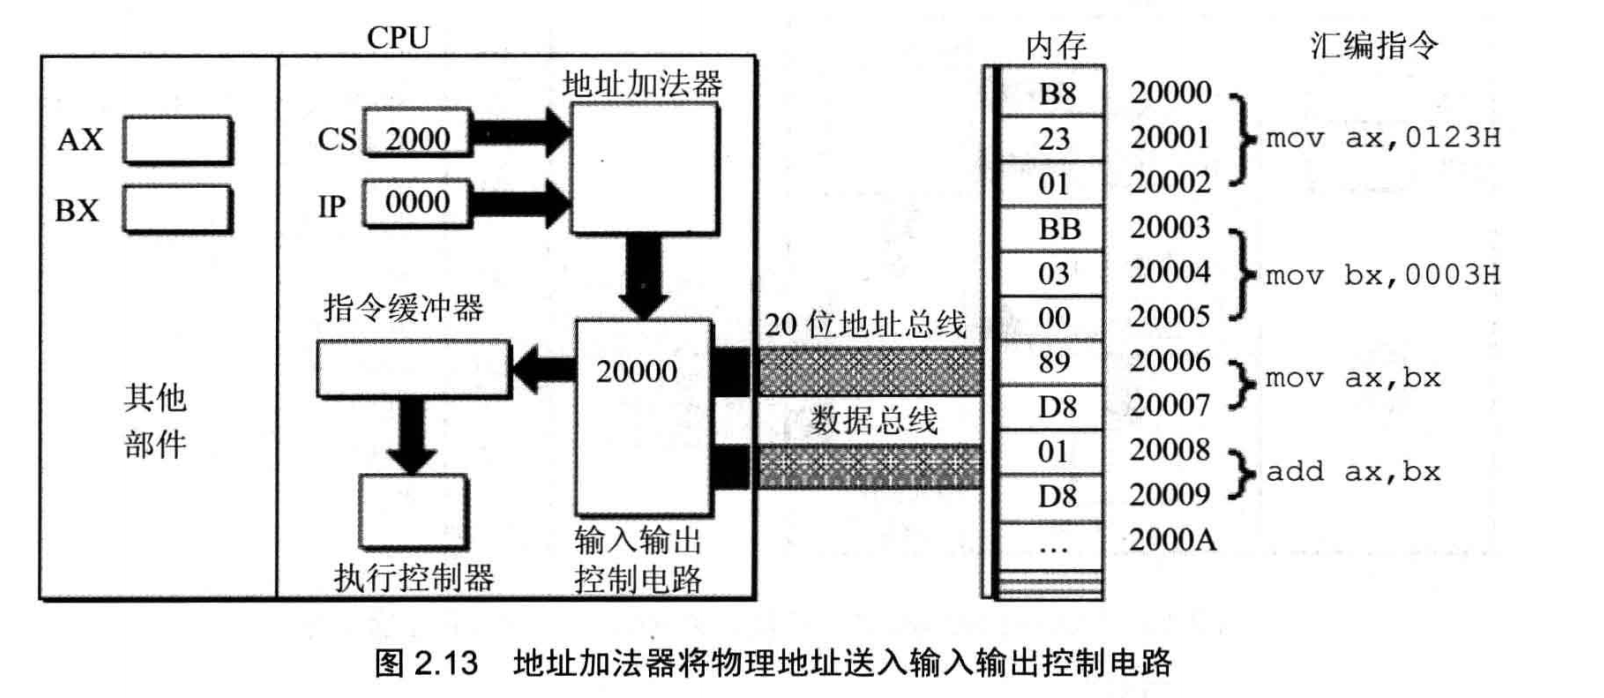 CPU
内存
汇编指令
地址加法器
AX
BX
CS
2000
IP
0000
指令缓冲器
20000
其他
部件
执行控制器
输入输出
控制电路
20位地址总线
数据总线
B8 20000
23 20001 mov ax,0123H
01 20002
BB 20003
03 20004 mov bx,0003H
00 20005
89 20006
mov ax,bx
D8 20007
01 20008
add ax,bx
D8 20009
... 2000A
图 2.13 地址加法器将物理地址送入输入输出控制电路